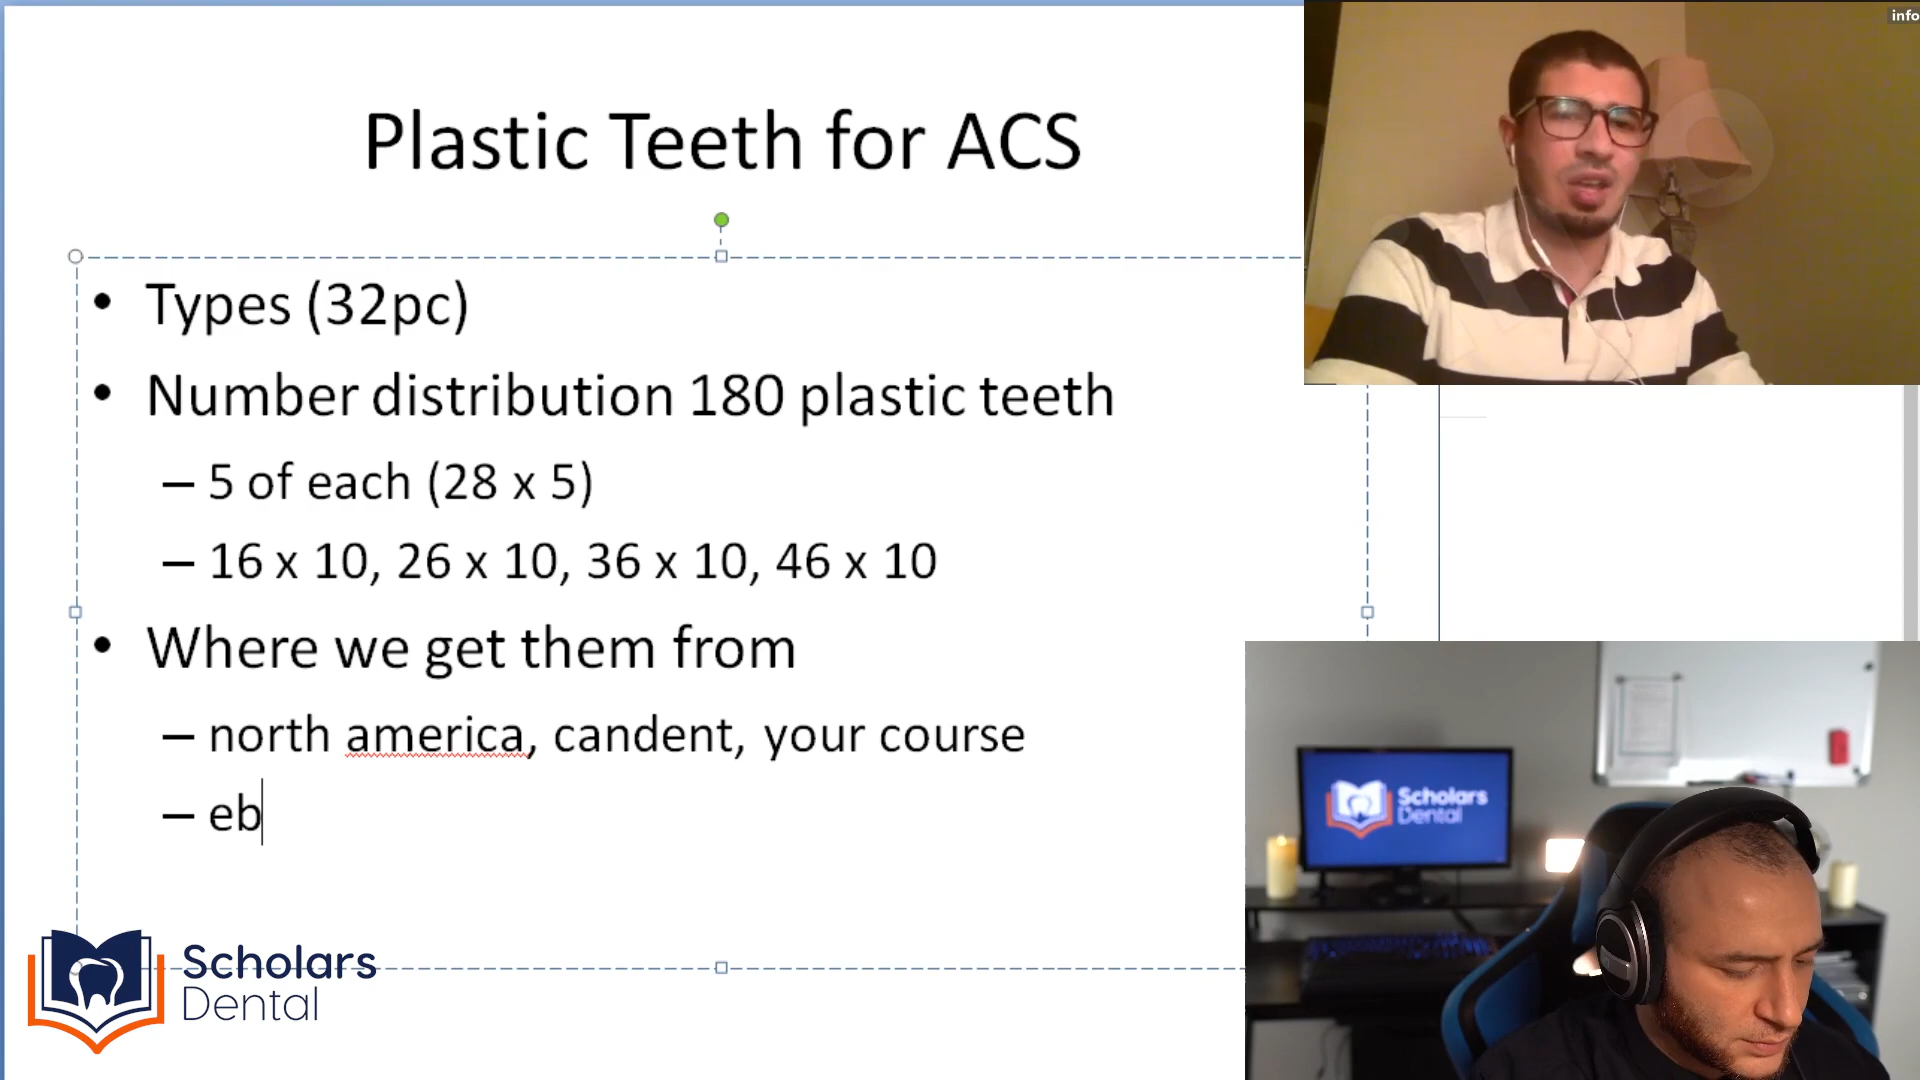 info
Plastic Teeth for ACS
• Types (32pc)
• Number distribution 180 plastic teeth
– 5 of each (28 x 5)
– 16 x 10, 26 x 10, 36 x 10, 46 x 10
• Where we get them from
– north america, candent, your course
– eb
Scholars
Dental
Scholars
Dental